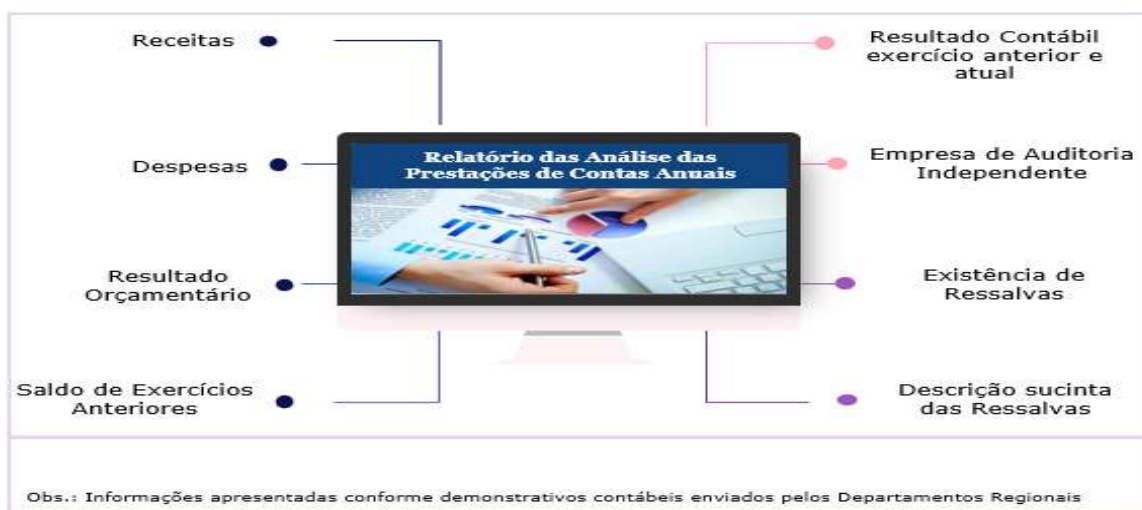 Receitas
Despesas
Resultado
Orçamentário
Saldo de Exercícios
Anteriores
Relatório das Análise das
Prestações de Contas Anuais
Resultado Contábil
exercício anterior e
atual
Empresa de Auditoria
Independente
Existência de
Ressalvas
Descrição sucinta
das Ressalvas
Obs.: Informações apresentadas conforme demonstrativos contábeis enviados pelos Departamentos Regionais